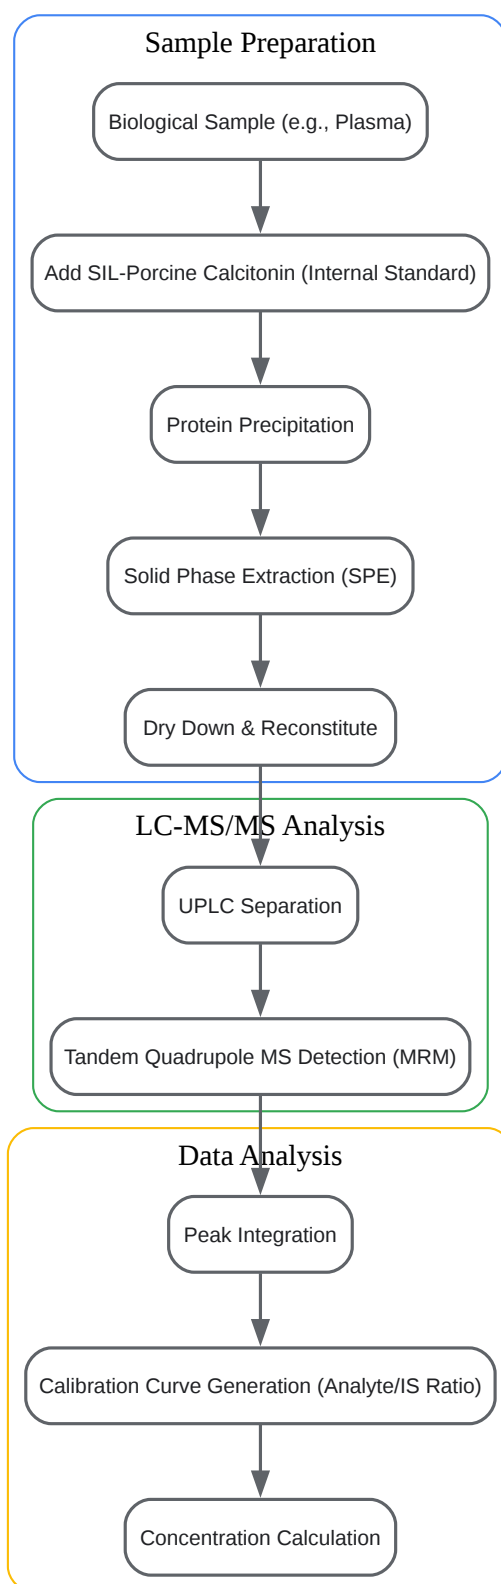 Sample Preparation
Biological Sample (e.g., Plasma)
Add SIL-Porcine Calcitonin (Internal Standard)
Protein Precipitation
Solid Phase Extraction (SPE)
Dry Down & Reconstitute
LC-MS/MS Analysis
UPLC Separation
Tandem Quadrupole MS Detection (MRM)
Data Analysis
Peak Integration
Calibration Curve Generation (Analyte/IS Ratio)
Concentration Calculation